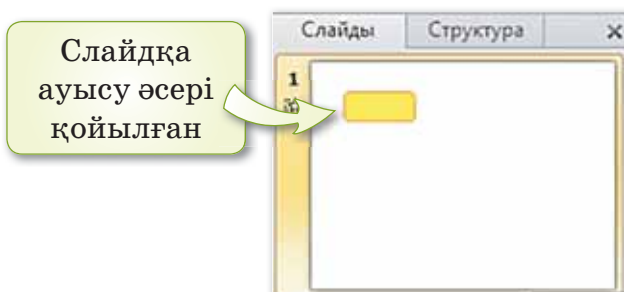 Слайдқа
ауысу әсері
қойылған
Слайды Структура
1